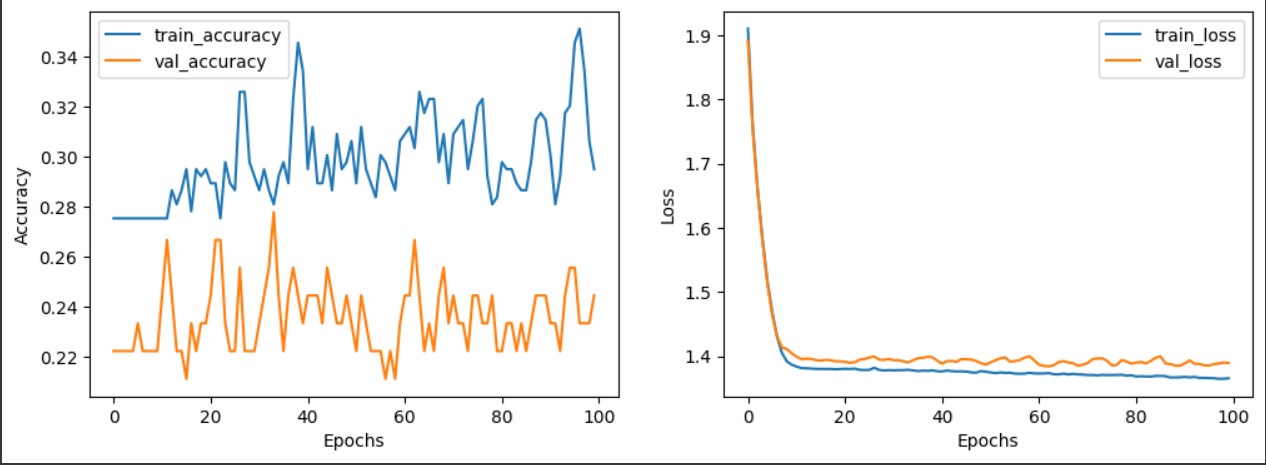 train_accuracy
val_accuracy
0.34
0.32
0.30
0.28
0.26
0.24
0.22
Accuracy
0 20 40 60 80 100
Epochs
train_loss
val_loss
1.9
1.8
1.7
1.6
1.5
1.4
Loss
0 20 40 60 80 100
Epochs